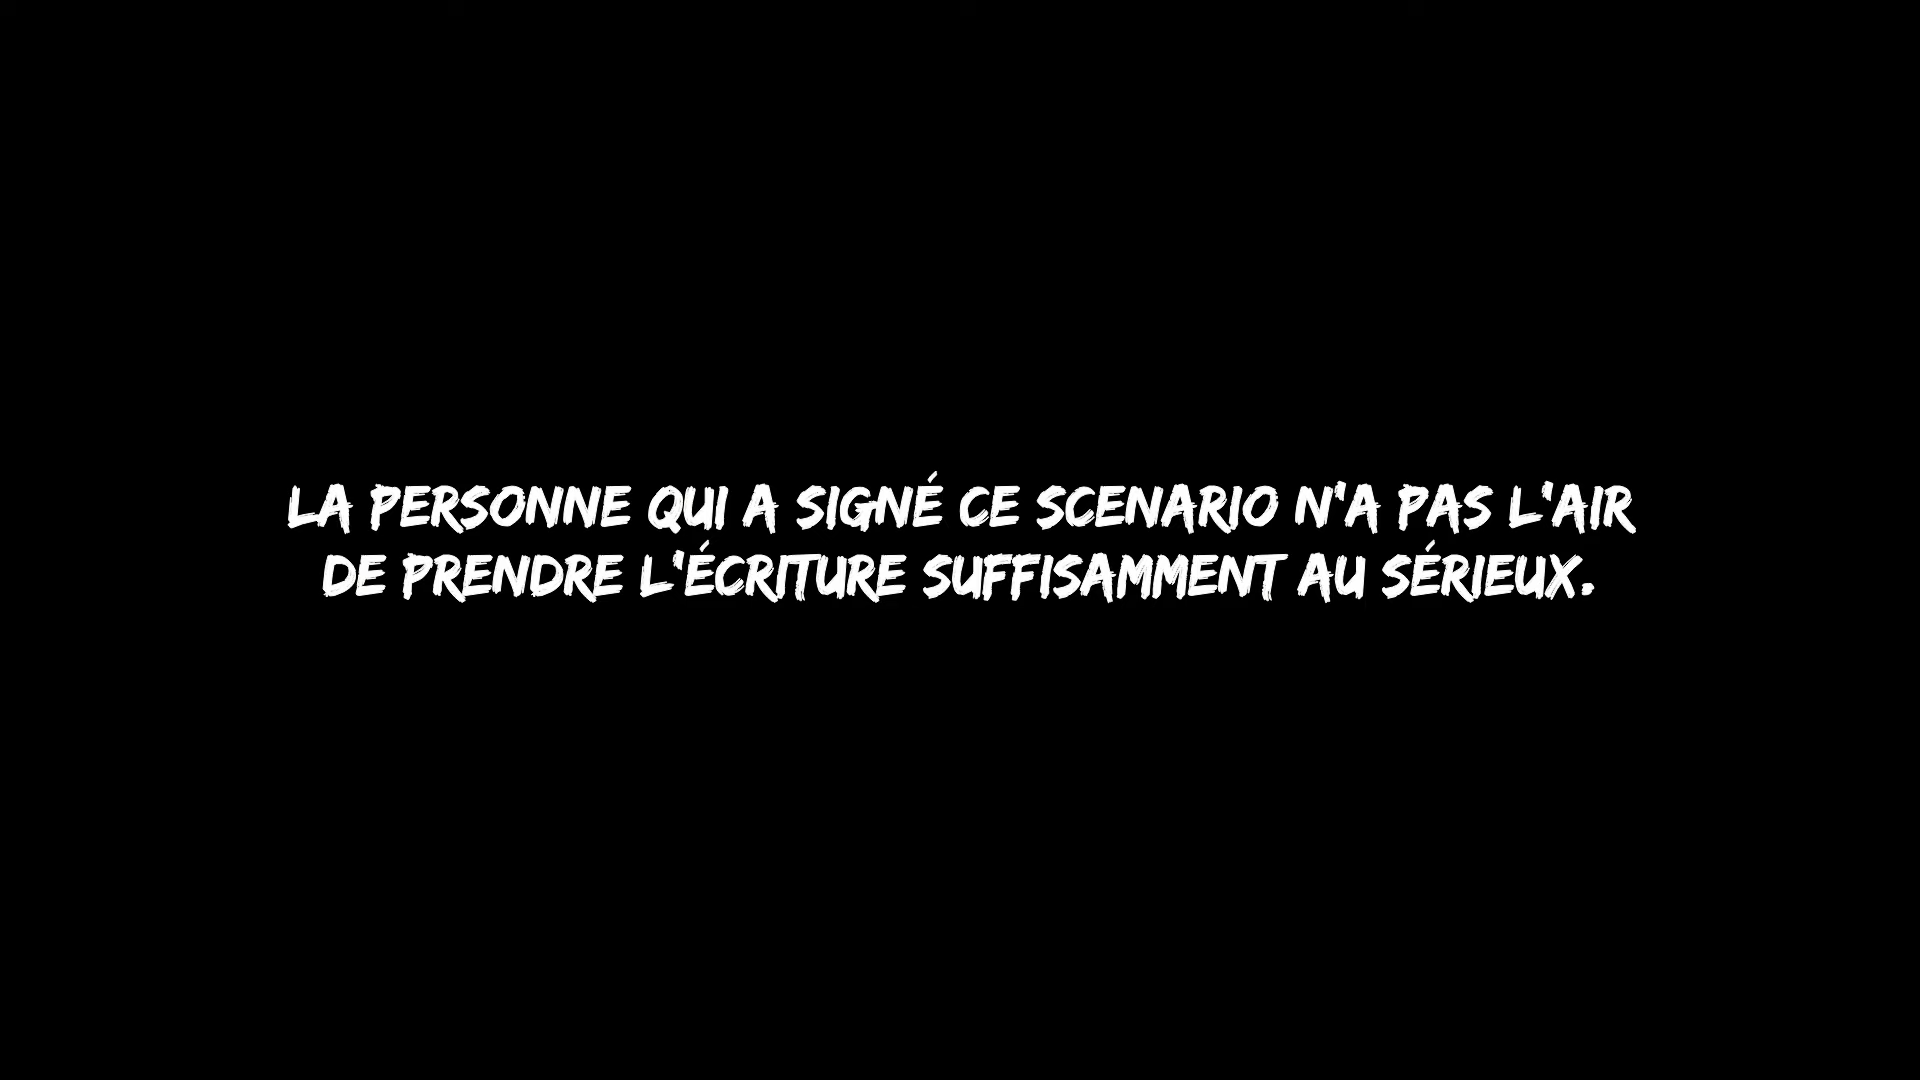 LA PERSONNE QUI A SIGNÉ CE SCENARIO N'A PAS L'AIR
DE PRENDRE L'ÉCRITURE SUFFISAMMENT AU SÉRIEUX.